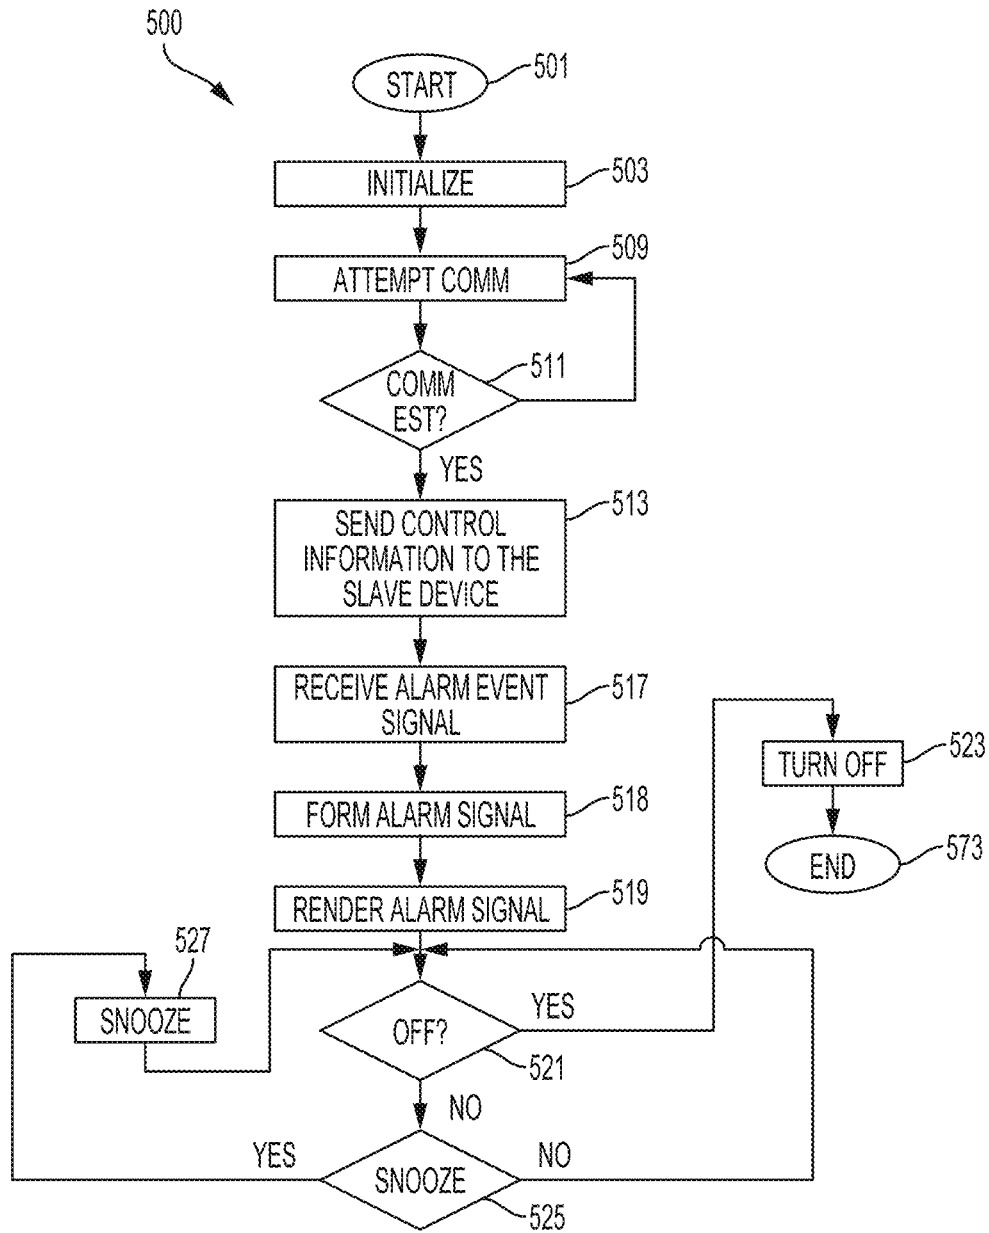 500
START
501
INITIALIZE
503
ATTEMPT COMM
509
COMM
EST?
511
YES
SEND CONTROL
INFORMATION TO THE
SLAVE DEVICE
513
RECEIVE ALARM EVENT
SIGNAL
517
TURN OFF
523
FORM ALARM SIGNAL
518
END
573
RENDER ALARM SIGNAL
519
527
SNOOZE
OFF?
YES
521
NO
YES
SNOOZE
NO
525